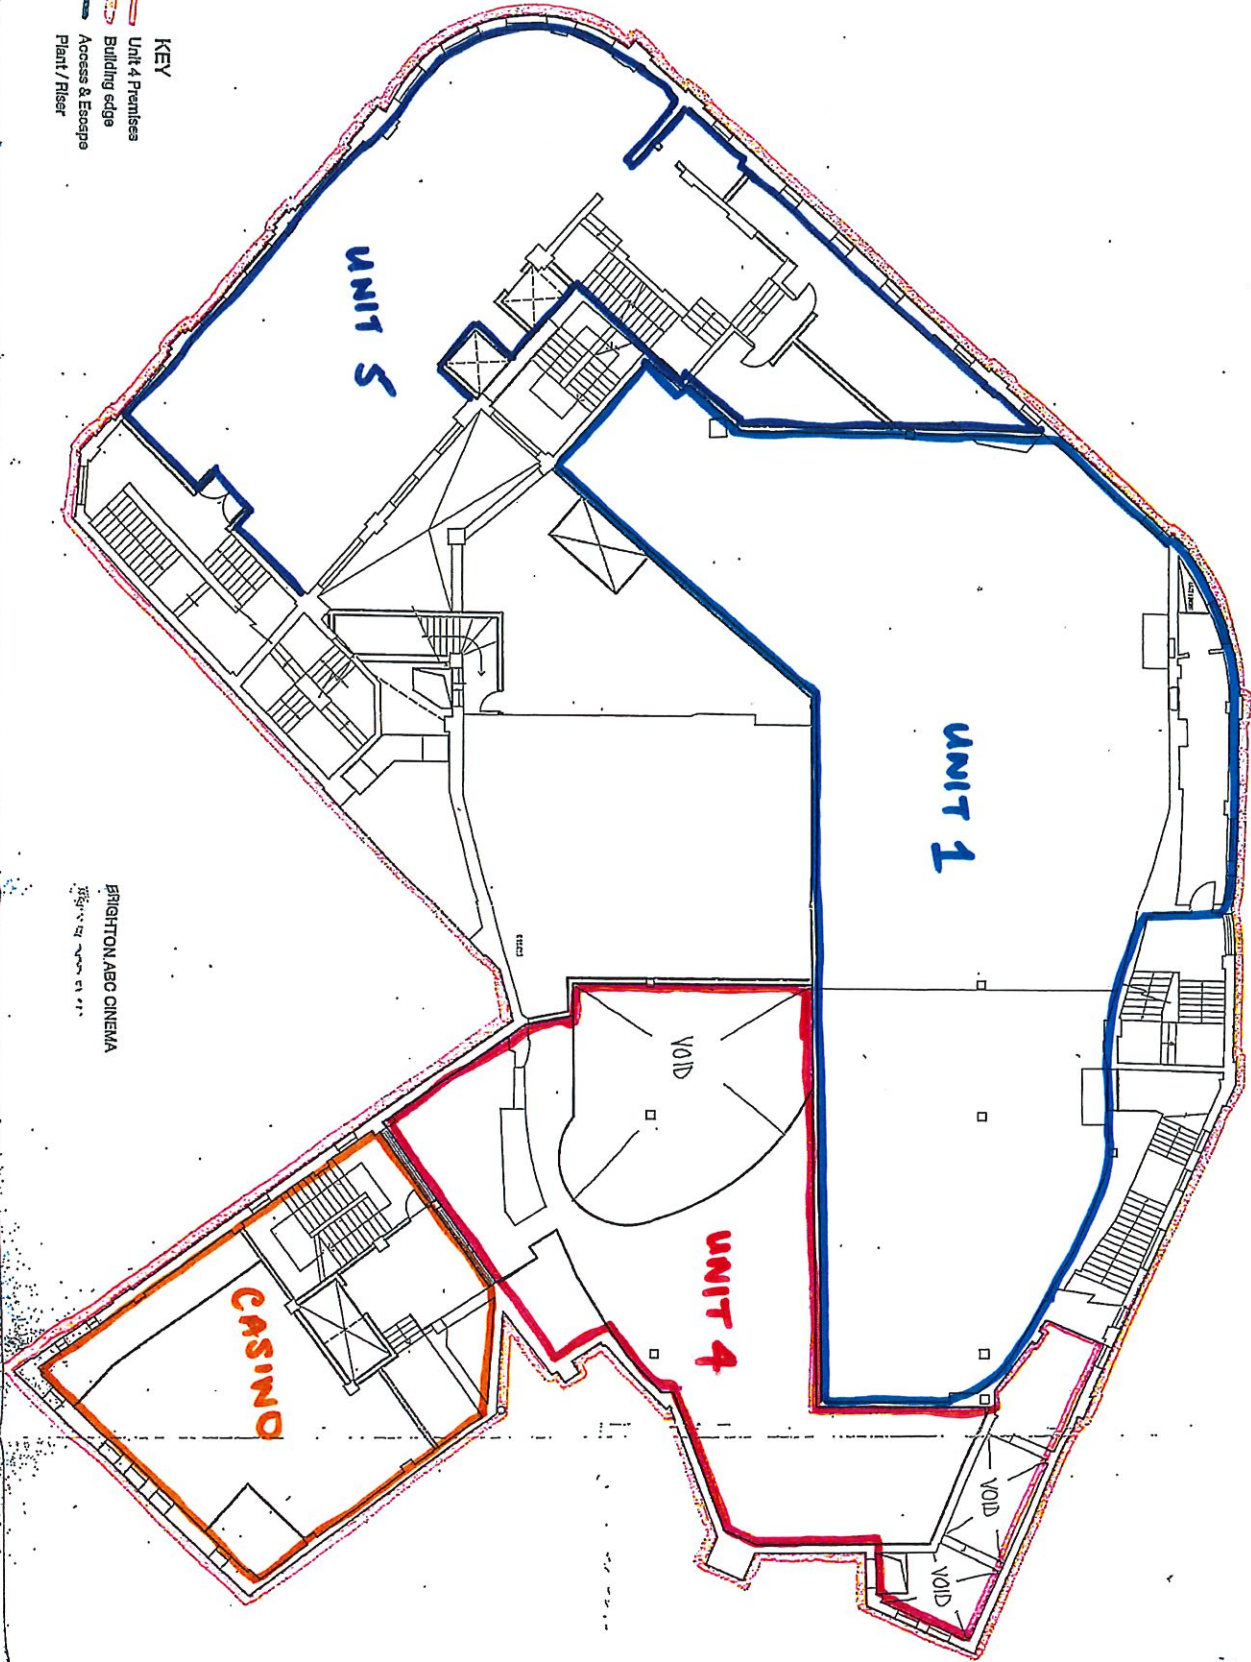 KEY
Unit 4 Premises
Building edge
Access & Escape
Plant / Riser
UNIT 5
UNIT 1
VOID
UNIT 4
CASINO
VOID
VOID
BRIGHTON ABC CINEMA